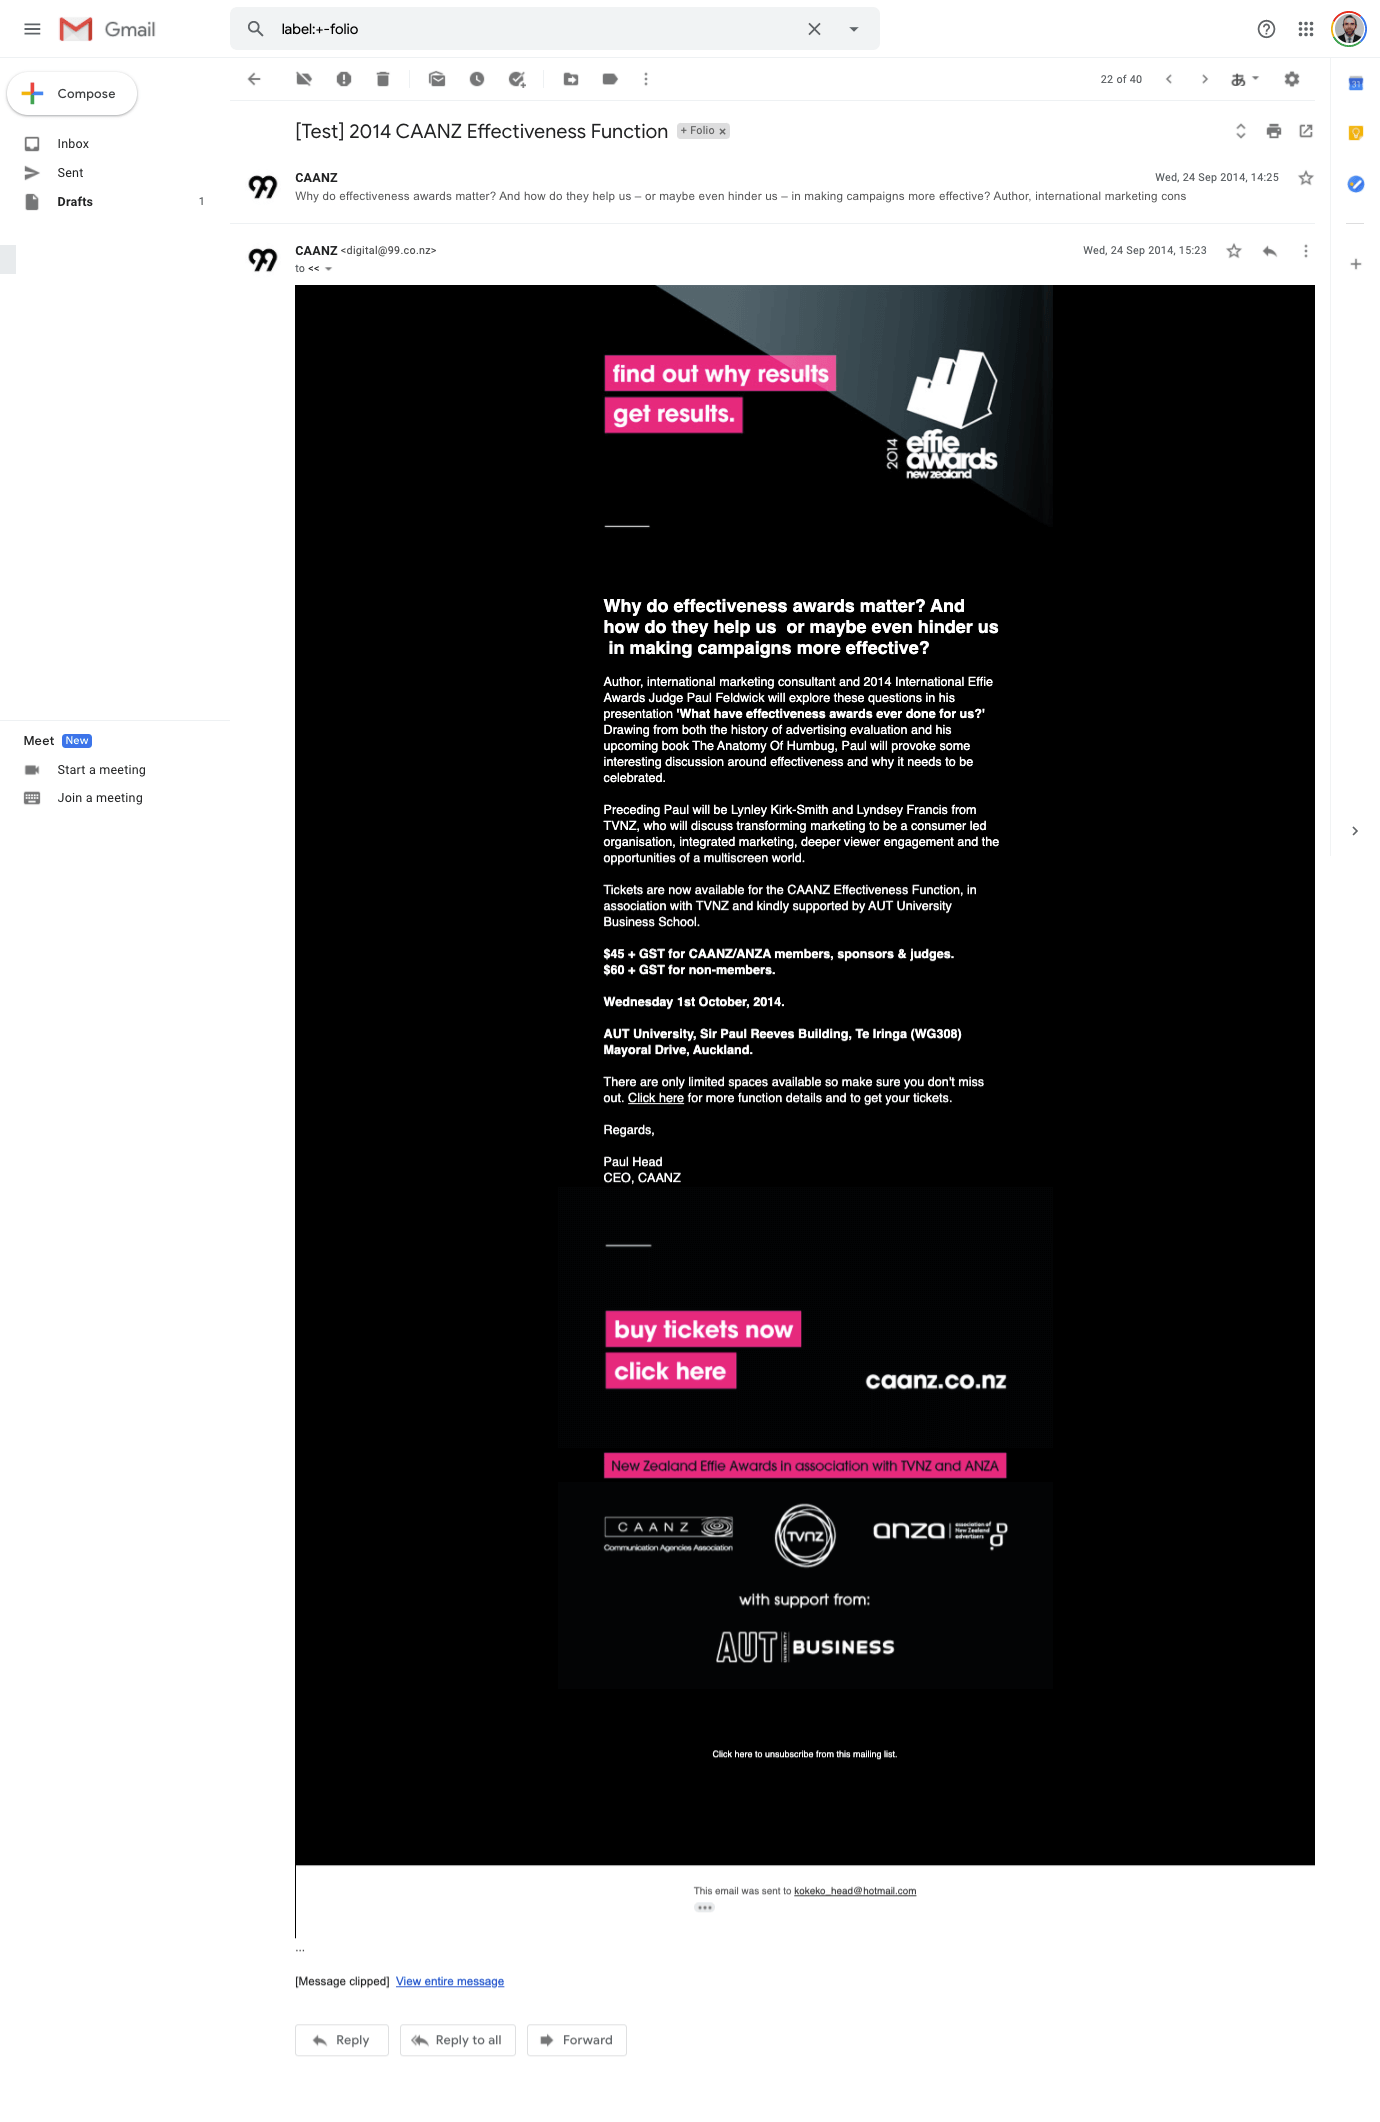 Gmail
label:+-folio
Compose
22 of 40
あ
31
Inbox
Sent
Drafts 1
[Test] 2014 CAANZ Effectiveness Function + Folio x
99 CAANZ Wed, 24 Sep 2014, 14:25
Why do effectiveness awards matter? And how do they help us – or maybe even hinder us – in making campaigns more effective? Author, international marketing cons
99 CAANZ <digital@99.co.nz> Wed, 24 Sep 2014, 15:23
to <<
find out why results
get results.
2014 effie
awards
new zealand
Why do effectiveness awards matter? And
how do they help us  or maybe even hinder us
in making campaigns more effective?
Author, international marketing consultant and 2014 International Effie
Awards Judge Paul Feldwick will explore these questions in his
presentation 'What have effectiveness awards ever done for us?'
Drawing from both the history of advertising evaluation and his
upcoming book The Anatomy Of Humbug, Paul will provoke some
interesting discussion around effectiveness and why it needs to be
celebrated.
Preceding Paul will be Lynley Kirk-Smith and Lyndsey Francis from
TVNZ, who will discuss transforming marketing to be a consumer led
organisation, integrated marketing, deeper viewer engagement and the
opportunities of a multiscreen world.
Tickets are now available for the CAANZ Effectiveness Function, in
association with TVNZ and kindly supported by AUT University
Business School.
$45 + GST for CAANZ/ANZA members, sponsors & judges.
$60 + GST for non-members.
Wednesday 1st October, 2014.
AUT University, Sir Paul Reeves Building, Te Iringa (WG308)
Mayoral Drive, Auckland.
There are only limited spaces available so make sure you don't miss
out. Click here for more function details and to get your tickets.
Regards,
Paul Head
CEO, CAANZ
Meet New
Start a meeting
Join a meeting
buy tickets now
click here
caanz.co.nz
New Zealand Effie Awards in association with TVNZ and ANZA
CAANZ
Communication Agencies Association
TVNZ
anza association of
New Zealand
advertisers
with support from:
AUT UNIVERSITY BUSINESS
Click here to unsubscribe from this mailing list.
This email was sent to kokeko_head@hotmail.com
...
[Message clipped] View entire message
Reply
Reply to all
Forward